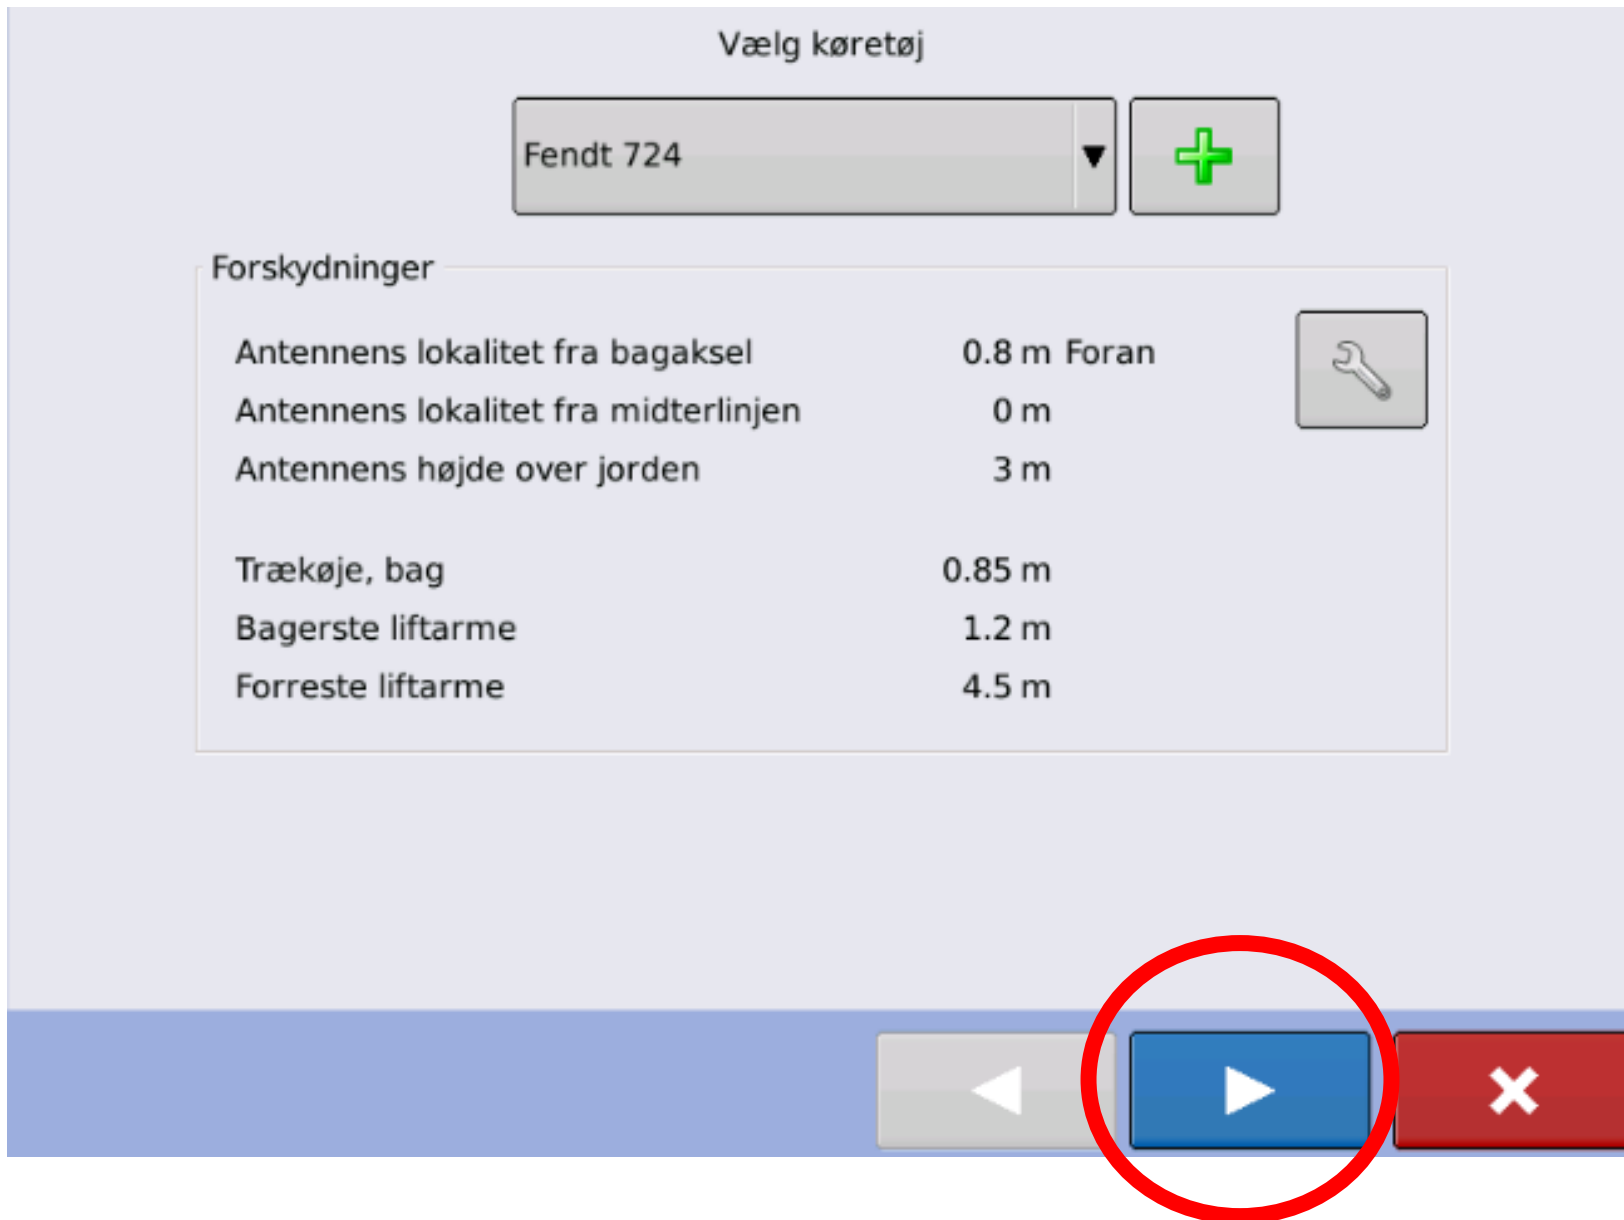 Vælg køretøj
Fendt 724
Forskydninger
Antennens lokalitet fra bagaksel 0.8 m Foran
Antennens lokalitet fra midterlinjen 0 m
Antennens højde over jorden 3 m
Trækøje, bag 0.85 m
Bagerste liftarme 1.2 m
Forreste liftarme 4.5 m